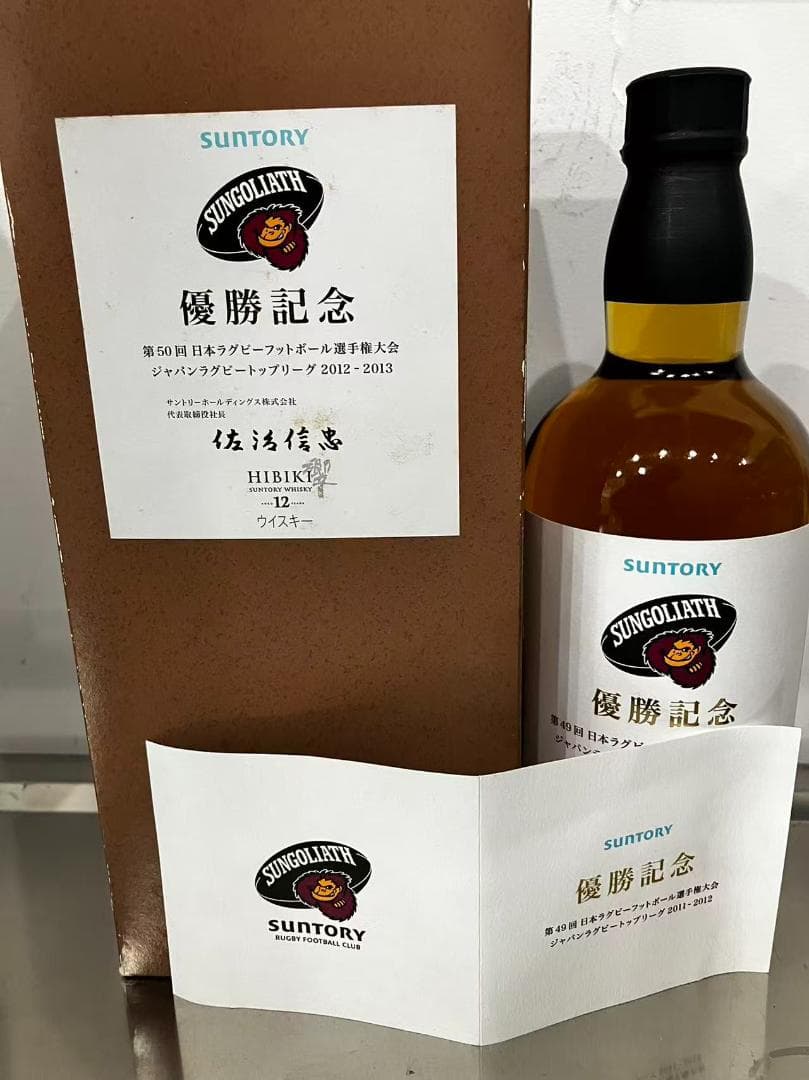 SUNTORY
SUNGOLIATH
優勝記念
第50回 日本ラグビーフットボール選手権大会
ジャパンラグビートップリーグ 2012-2013
サントリーホールディングス株式会社
代表取締役社長
佐治信忠
HIBIKI 響
SUNTORY WHISKY
12
ウイスキー
SUNTORY
SUNGOLIATH
優勝記念
第49回 日本ラグビ
ジャパン
SUNGOLIATH
SUNTORY
RUGBY FOOTBALL CLUB
SUNTORY
優勝記念
第49回 日本ラグビーフットボール選手権大会
ジャパンラグビートップリーグ 2011-2012